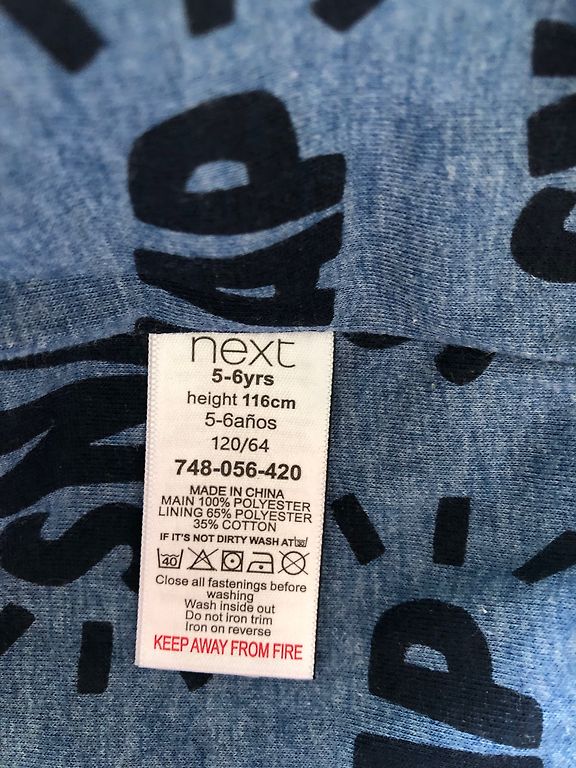 next
5-6yrs
height 116cm
5-6años
120/64
748-056-420
MADE IN CHINA
MAIN 100% POLYESTER
LINING 65% POLYESTER
35% COTTON
IF IT'S NOT DIRTY WASH AT 30
40
Close all fastenings before
washing
Wash inside out
Do not iron trim
Iron on reverse
KEEP AWAY FROM FIRE